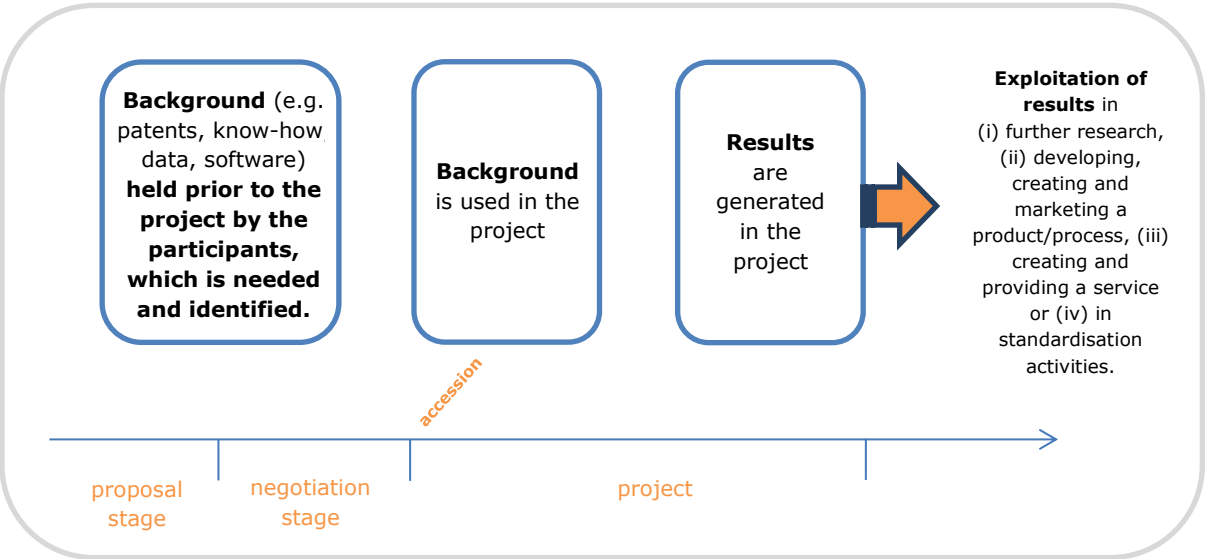 Background (e.g.
patents, know-how,
data, software)
held prior to the
project by the
participants,
which is needed
and identified.
Background
is used in the
project
Results
are
generated
in the
project
Exploitation of
results in
(i) further research,
(ii) developing,
creating and
marketing a
product/process, (iii)
creating and
providing a service
or (iv) in
standardisation
activities.
accession
proposal
stage
negotiation
stage
project